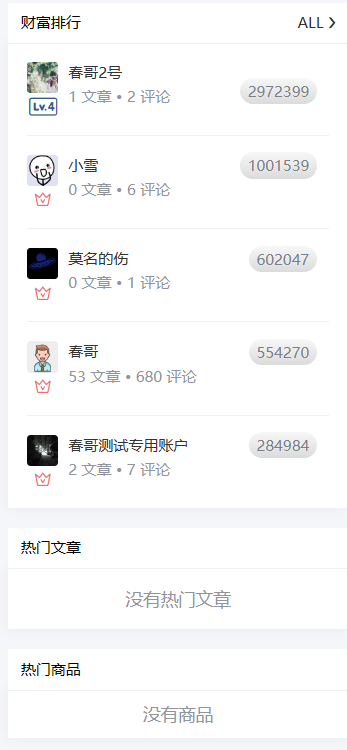 财富排行
ALL
春哥2号
1 文章 • 2 评论
2972399
Lv.4
小雪
0 文章 • 6 评论
1001539
莫名的伤
0 文章 • 1 评论
602047
春哥
53 文章 • 680 评论
554270
春哥测试专用账户
2 文章 • 7 评论
284984
热门文章
没有热门文章
热门商品
没有商品